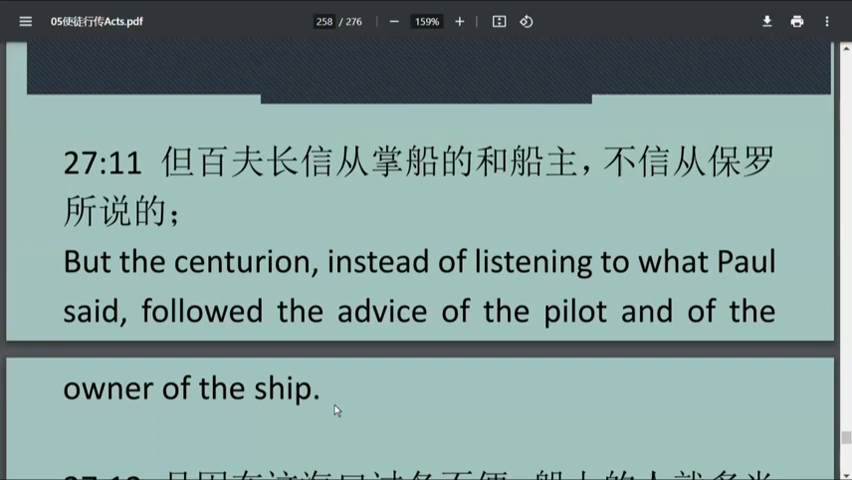 05使徒行传Acts.pdf
258 / 276
159%
27:11 但百夫长信从掌船的和船主，不信从保罗
所说的；
But the centurion, instead of listening to what Paul
said, followed the advice of the pilot and of the
owner of the ship.